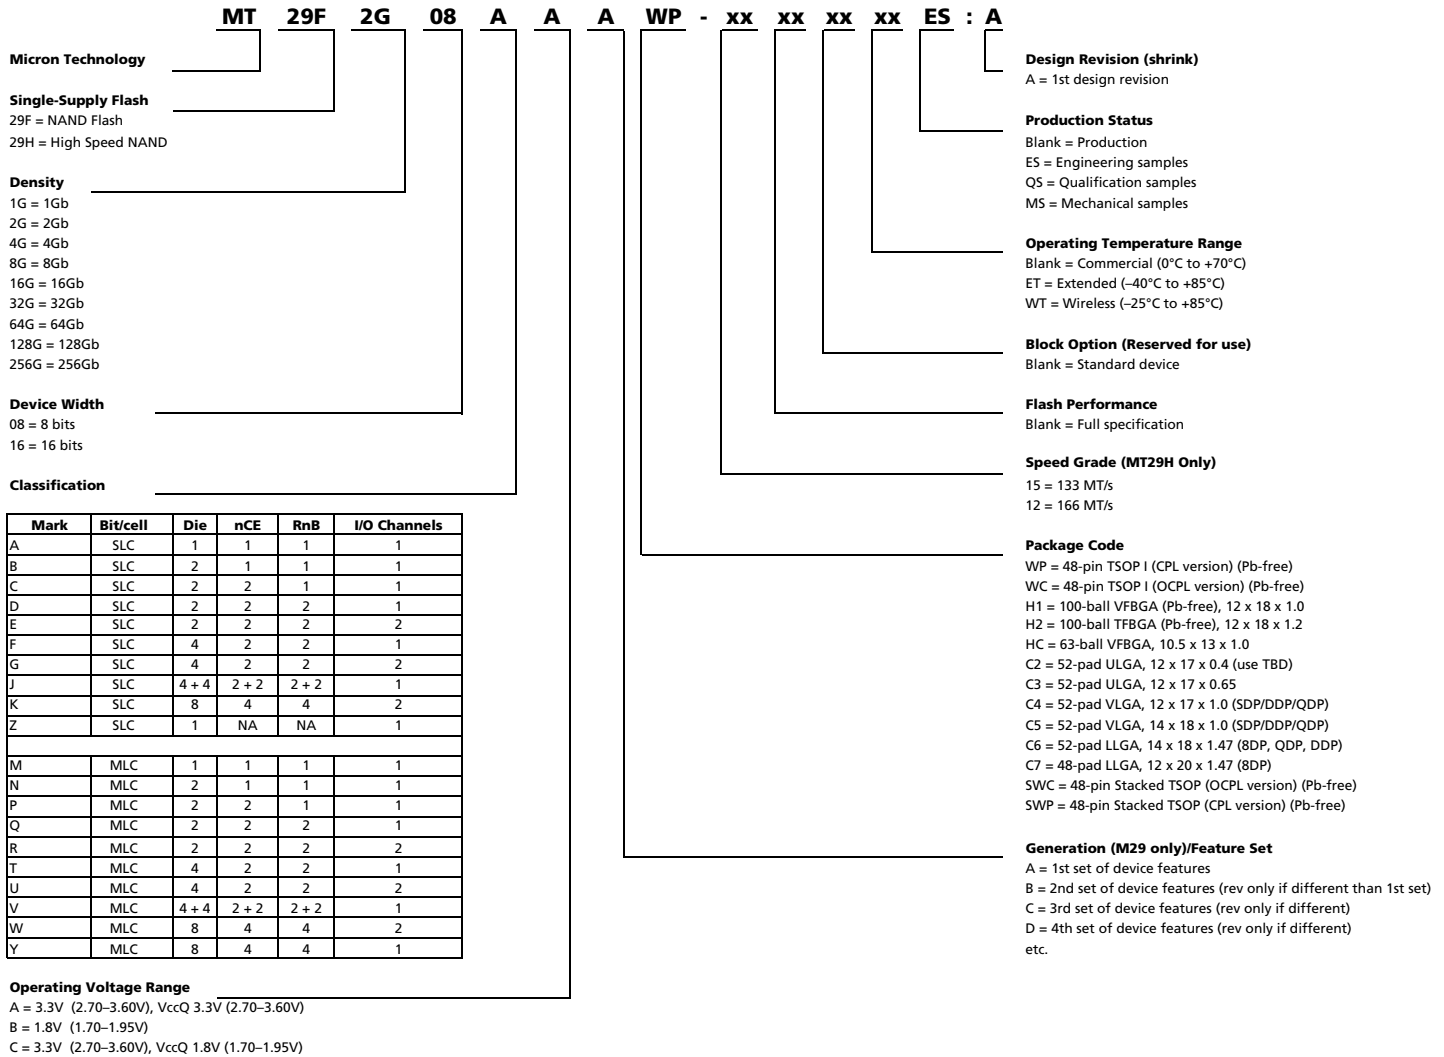 MT 29F 2G 08 A A A WP - xx xx xx xx ES : A
Micron Technology
Single-Supply Flash
29F = NAND Flash
29H = High Speed NAND
Density
1G = 1Gb
2G = 2Gb
4G = 4Gb
8G = 8Gb
16G = 16Gb
32G = 32Gb
64G = 64Gb
128G = 128Gb
256G = 256Gb
Device Width
08 = 8 bits
16 = 16 bits
Classification
Mark Bit/cell Die nCE RnB I/O Channels
A SLC 1 1 1 1
B SLC 2 1 1 1
C SLC 2 2 1 1
D SLC 2 2 2 1
E SLC 2 2 2 2
F SLC 4 2 2 1
G SLC 4 2 2 2
J SLC 4 + 4 2 + 2 2 + 2 1
K SLC 8 4 4 2
Z SLC 1 NA NA 1
M MLC 1 1 1 1
N MLC 2 1 1 1
P MLC 2 2 1 1
Q MLC 2 2 2 1
R MLC 2 2 2 2
T MLC 4 2 2 1
U MLC 4 2 2 2
V MLC 4 + 4 2 + 2 2 + 2 1
W MLC 8 4 4 2
Y MLC 8 4 4 1
Operating Voltage Range
A = 3.3V (2.70–3.60V), VccQ 3.3V (2.70–3.60V)
B = 1.8V (1.70–1.95V)
C = 3.3V (2.70–3.60V), VccQ 1.8V (1.70–1.95V)
Design Revision (shrink)
A = 1st design revision
Production Status
Blank = Production
ES = Engineering samples
QS = Qualification samples
MS = Mechanical samples
Operating Temperature Range
Blank = Commercial (0°C to +70°C)
ET = Extended (–40°C to +85°C)
WT = Wireless (–25°C to +85°C)
Block Option (Reserved for use)
Blank = Standard device
Flash Performance
Blank = Full specification
Speed Grade (MT29H Only)
15 = 133 MT/s
12 = 166 MT/s
Package Code
WP = 48-pin TSOP I (CPL version) (Pb-free)
WC = 48-pin TSOP I (OCPL version) (Pb-free)
H1 = 100-ball VFBGA (Pb-free), 12 x 18 x 1.0
H2 = 100-ball TFBGA (Pb-free), 12 x 18 x 1.2
HC = 63-ball VFBGA, 10.5 x 13 x 1.0
C2 = 52-pad ULGA, 12 x 17 x 0.4 (use TBD)
C3 = 52-pad ULGA, 12 x 17 x 0.65
C4 = 52-pad VLGA, 12 x 17 x 1.0 (SDP/DDP/QDP)
C5 = 52-pad VLGA, 14 x 18 x 1.0 (SDP/DDP/QDP)
C6 = 52-pad LLGA, 14 x 18 x 1.47 (8DP, QDP, DDP)
C7 = 48-pad LLGA, 12 x 20 x 1.47 (8DP)
SWC = 48-pin Stacked TSOP (OCPL version) (Pb-free)
SWP = 48-pin Stacked TSOP (CPL version) (Pb-free)
Generation (M29 only)/Feature Set
A = 1st set of device features
B = 2nd set of device features (rev only if different than 1st set)
C = 3rd set of device features (rev only if different)
D = 4th set of device features (rev only if different)
etc.